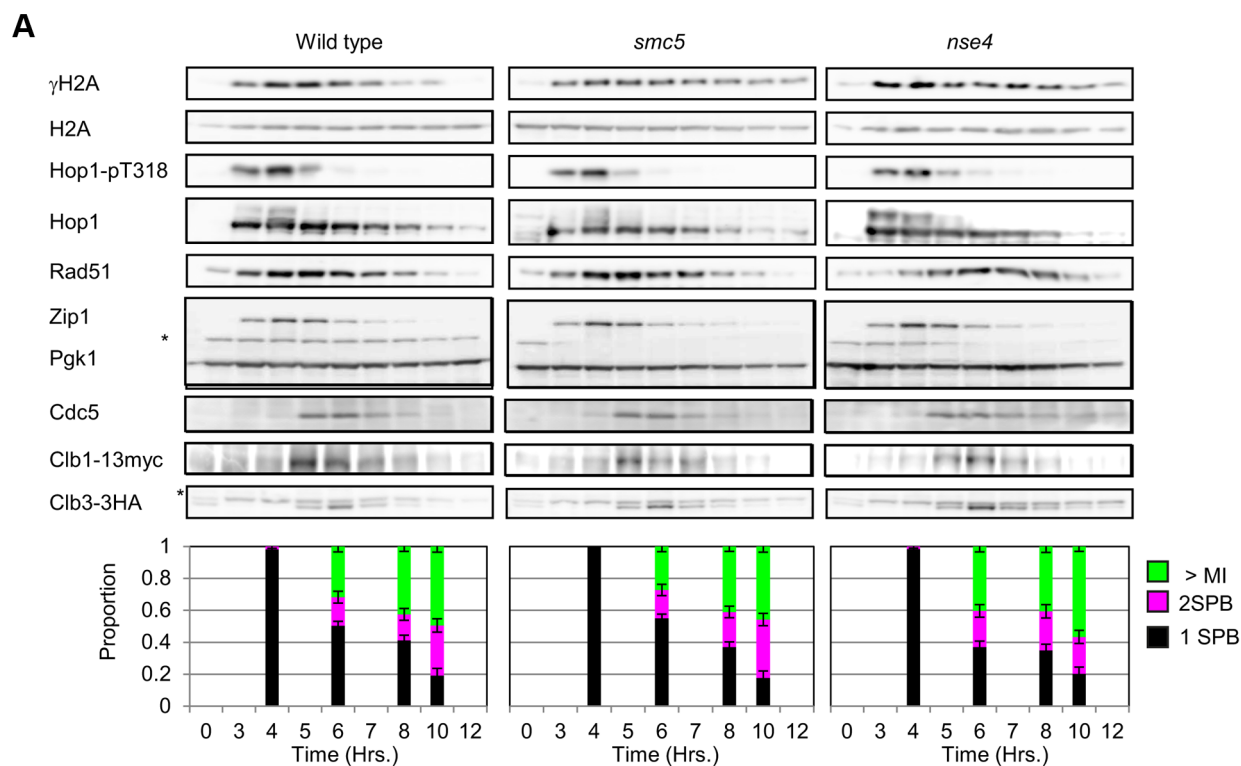 A
Wild type smc5 nse4
γH2A
H2A
Hop1-pT318
Hop1
Rad51
Zip1
*
Pgk1
Cdc5
Clb1-13myc
*
Clb3-3HA
Proportion
1
0.8
0.6
0.4
0.2
0
0 3 4 5 6 7 8 10 12
Time (Hrs.)
0 3 4 5 6 7 8 10 12
Time (Hrs.)
0 3 4 5 6 7 8 10 12
Time (Hrs.)
> MI
2SPB
1 SPB